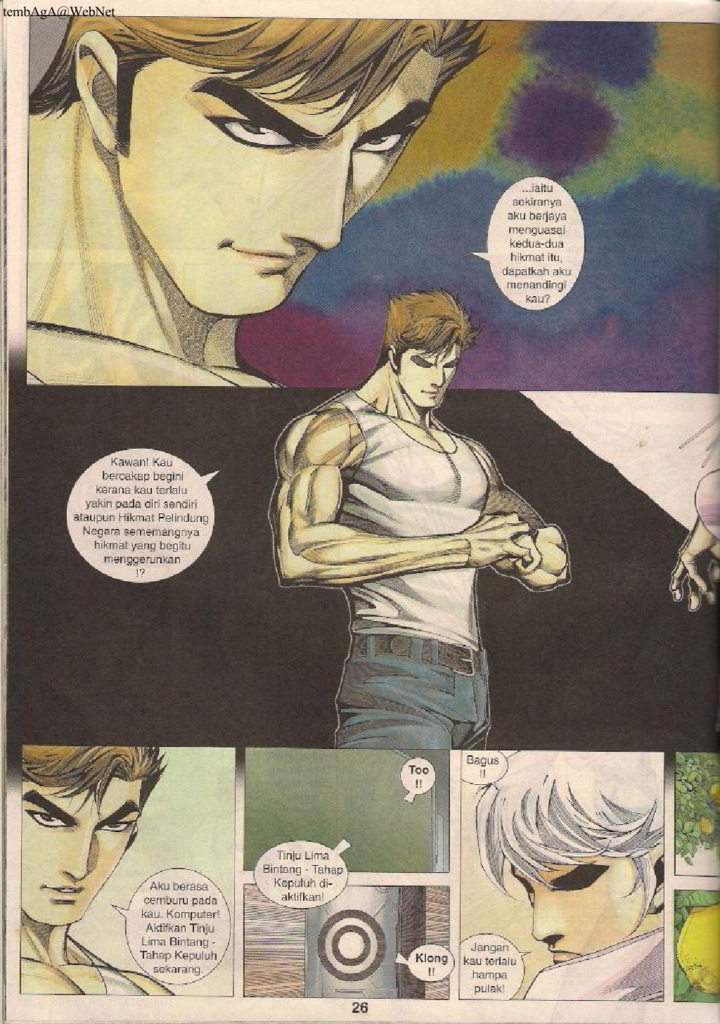 tembAgA@WebNet
...iaitu
sekiranya
aku berjaya
menguasai
kedua-dua
hikmat itu,
dapatkah aku
menandingi
kau?
Kawan! Kau
bercakap begini
kerana kau terlalu
yakin pada diri sendiri
ataupun Hikmat Pelindung
Negara sememangnya
hikmat yang begitu
menggerunkan
!?
Aku berasa
cemburu pada
kau. Komputer!
Aktifkan Tinju
Lima Bintang -
Tahap Kepuluh
sekarang.
Too
!!
Tinju Lima
Bintang - Tahap
Kepuluh di-
aktifkan!
Klong
!!
Bagus
!!
Jangan
kau terlalu
hampa
pulak!
26